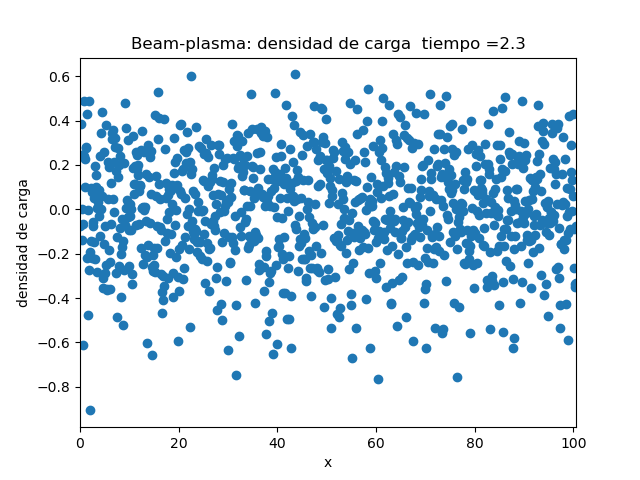 Beam-plasma: densidad de carga  tiempo =2.3
0.6
0.4
0.2
0.0
−0.2
−0.4
−0.6
−0.8
densidad de carga
0 20 40 60 80 100
x